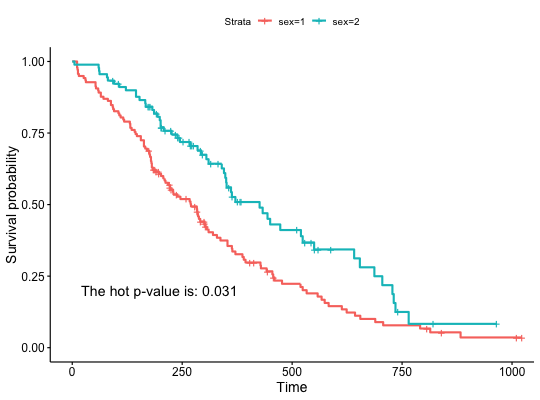 Strata sex=1 sex=2
1.00
0.75
0.50
0.25
0.00
Survival probability
The hot p-value is: 0.031
0 250 500 750 1000
Time